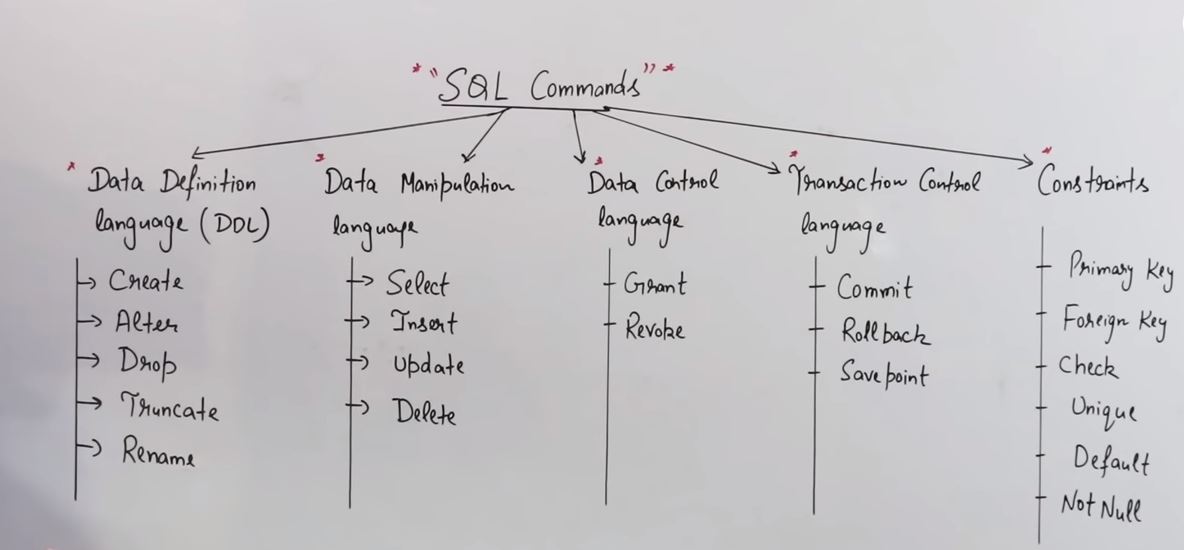 "SQL Commands"
Data Definition
language (DDL)
Create
Alter
Drop
Truncate
Rename
Data Manipulation
language
Select
Insert
Update
Delete
Data Control
language
Grant
Revoke
Transaction Control
language
Commit
Rollback
Savepoint
Constraints
Primary Key
Foreign Key
Check
Unique
Default
Not Null